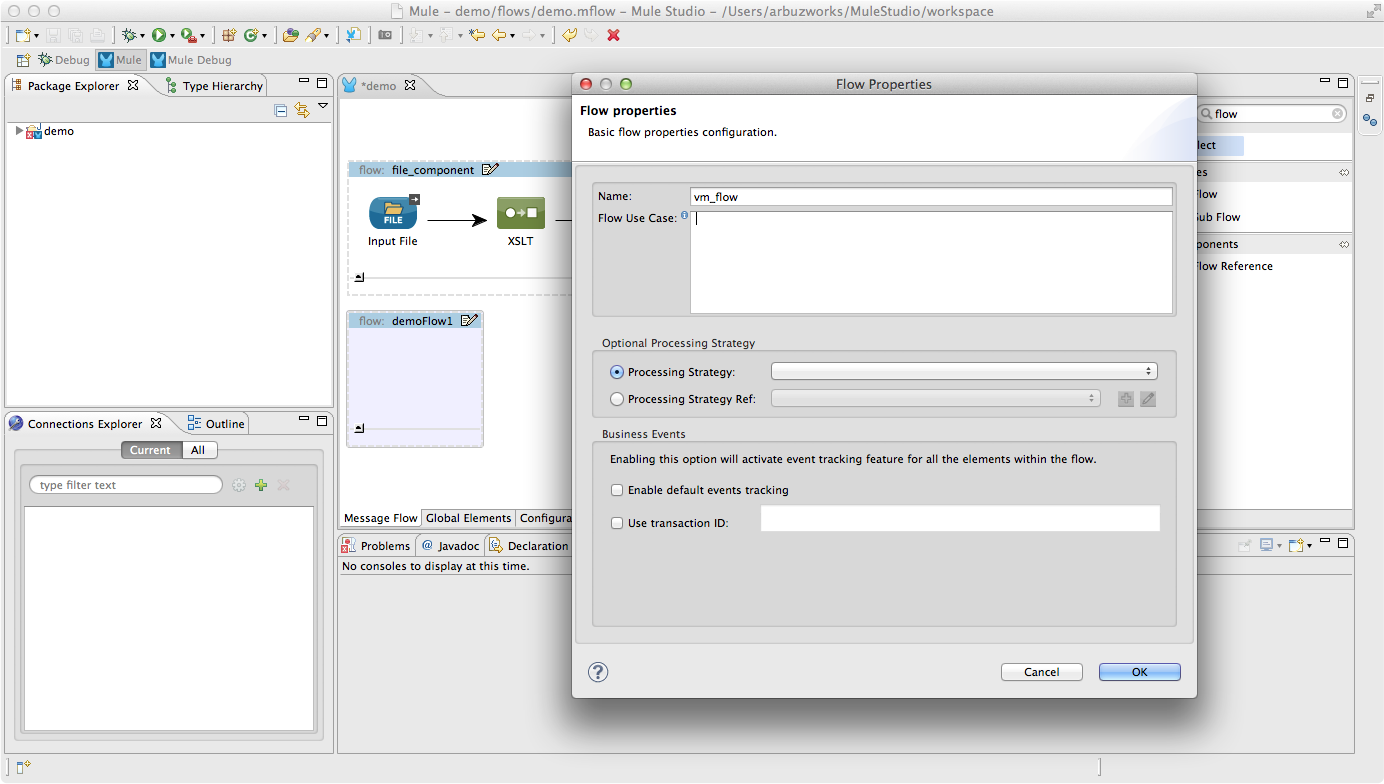 Mule – demo/flows/demo.mflow – Mule Studio – /Users/arbuzworks/MuleStudio/workspace
Debug Mule Mule Debug
Package Explorer Type Hierarchy
demo
*demo
flow: file_component
FILE
Input File XSLT
flow: demoFlow1
Message Flow Global Elements Configura
Flow Properties
Flow properties
Basic flow properties configuration.
Name: vm_flow
Flow Use Case:
Optional Processing Strategy
Processing Strategy:
Processing Strategy Ref:
Business Events
Enabling this option will activate event tracking feature for all the elements within the flow.
Enable default events tracking
Use transaction ID:
? Cancel OK
flow
lect
es
low
ub Flow
ponents
low Reference
Connections Explorer Outline
Current All
type filter text
Problems @ Javadoc Declaration
No consoles to display at this time.